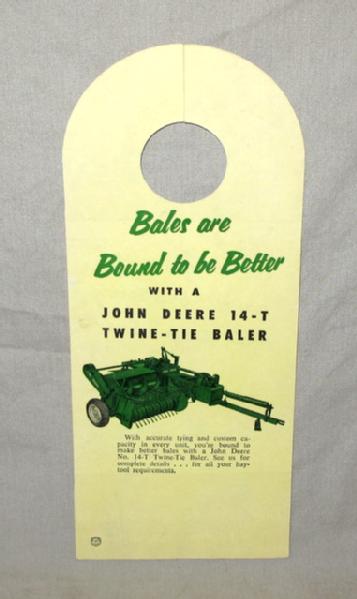 Bales are
Bound to be Better
WITH A
JOHN DEERE 14-T
TWINE-TIE BALER
With accurate tying and custom ca-
pacity in every unit, you're bound to
make better bales with a John Deere
No. 14-T Twine-Tie Baler. See us for
complete details . . . for all your hay-
tool requirements.